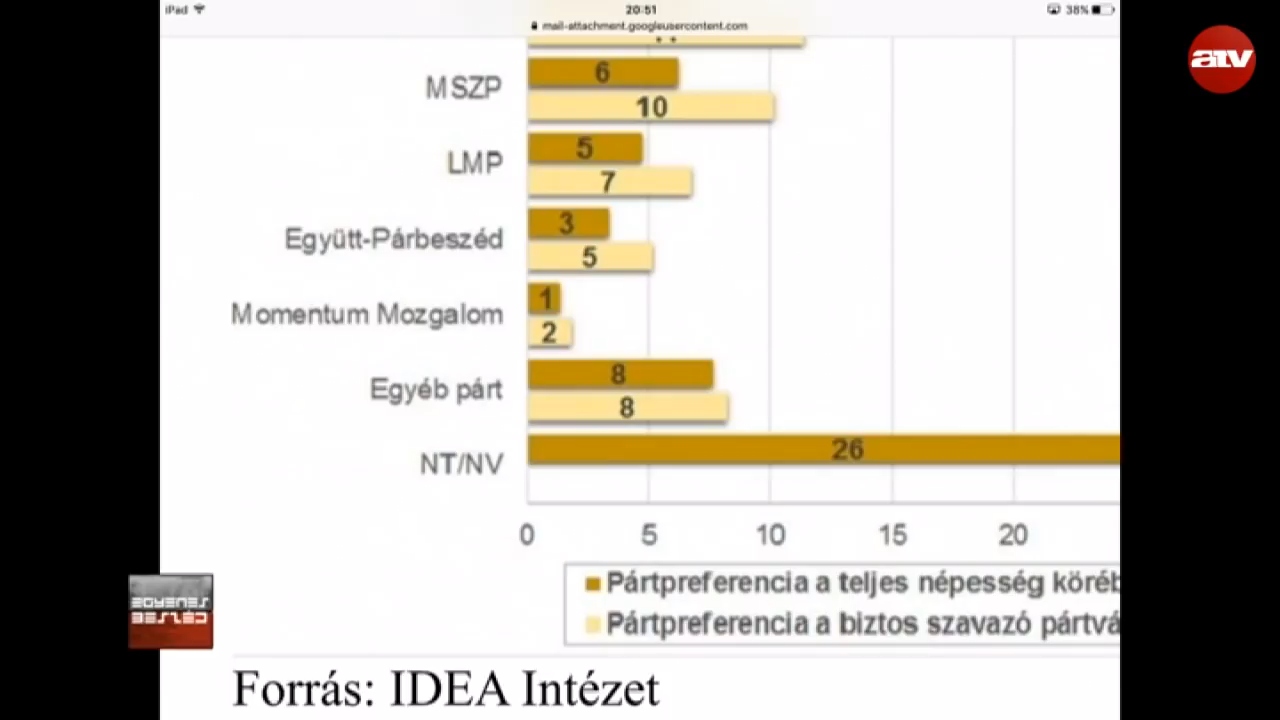 iPad
20:51
38%
mail-attachment.googleusercontent.com
atv
MSZP
6
10
LMP
5
7
Együtt-Párbeszéd
3
5
Momentum Mozgalom
1
2
Egyéb párt
8
8
NT/NV
26
0 5 10 15 20
Pártpreferencia a teljes népesség köréb
Pártpreferencia a biztos szavazó pártvá
EGYENES
BESZÉD
Forrás: IDEA Intézet